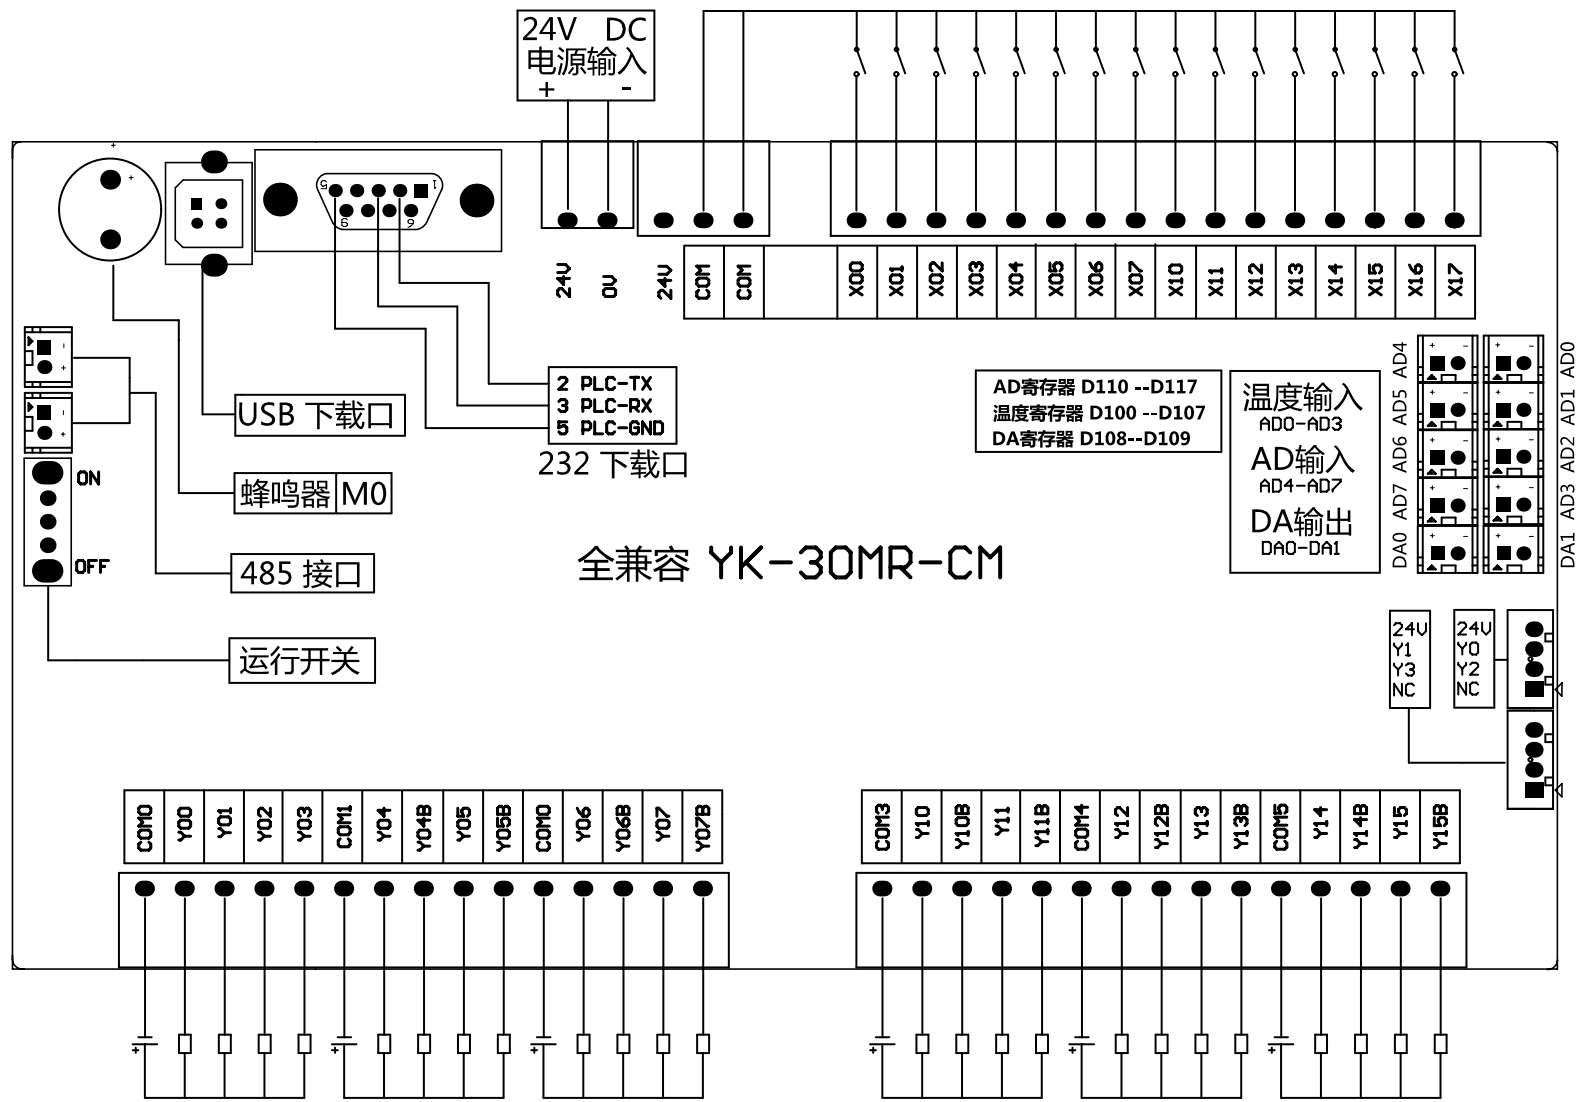 24V DC
电源输入
+ -
5 1
9 6
24V 0V 24V COM COM X00 X01 X02 X03 X04 X05 X06 X07 X10 X11 X12 X13 X14 X15 X16 X17
2 PLC-TX
3 PLC-RX
5 PLC-GND
232 下载口
USB 下载口
蜂鸣器 M0
485 接口
运行开关
ON
OFF
全兼容 YK-30MR-CM
AD寄存器 D110 --D117
温度寄存器 D100 --D107
DA寄存器 D108--D109
温度输入
AD0-AD3
AD输入
AD4-AD7
DA输出
DA0-DA1
AD4 AD0
AD5 AD1
AD6 AD2
AD7 AD3
DA0 DA1
24V
Y1
Y3
NC
24V
Y0
Y2
NC
COM0 Y00 Y01 Y02 Y03 COM1 Y04 Y04B Y05 Y05B COM0 Y06 Y06B Y07 Y07B
COM3 Y10 Y10B Y11 Y11B COM4 Y12 Y12B Y13 Y13B COM5 Y14 Y14B Y15 Y15B